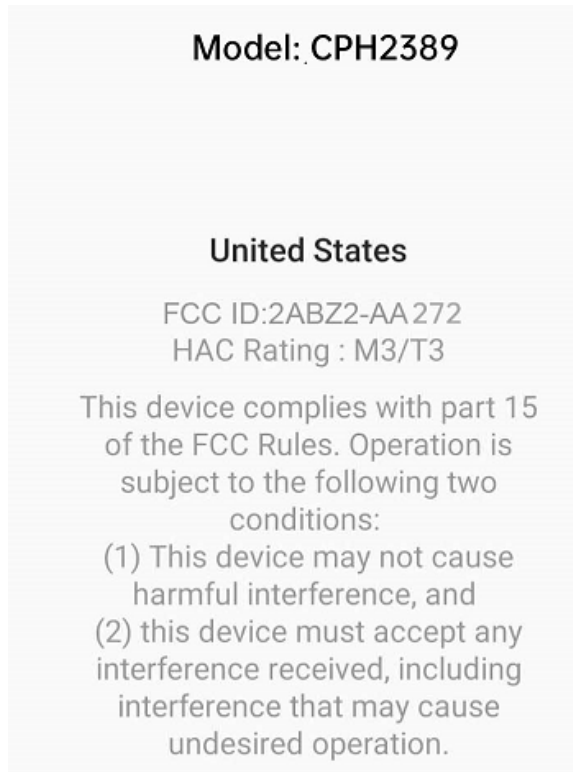 Model: CPH2389
United States
FCC ID:2ABZ2-AA272
HAC Rating : M3/T3
This device complies with part 15
of the FCC Rules. Operation is
subject to the following two
conditions:
(1) This device may not cause
harmful interference, and
(2) this device must accept any
interference received, including
interference that may cause
undesired operation.